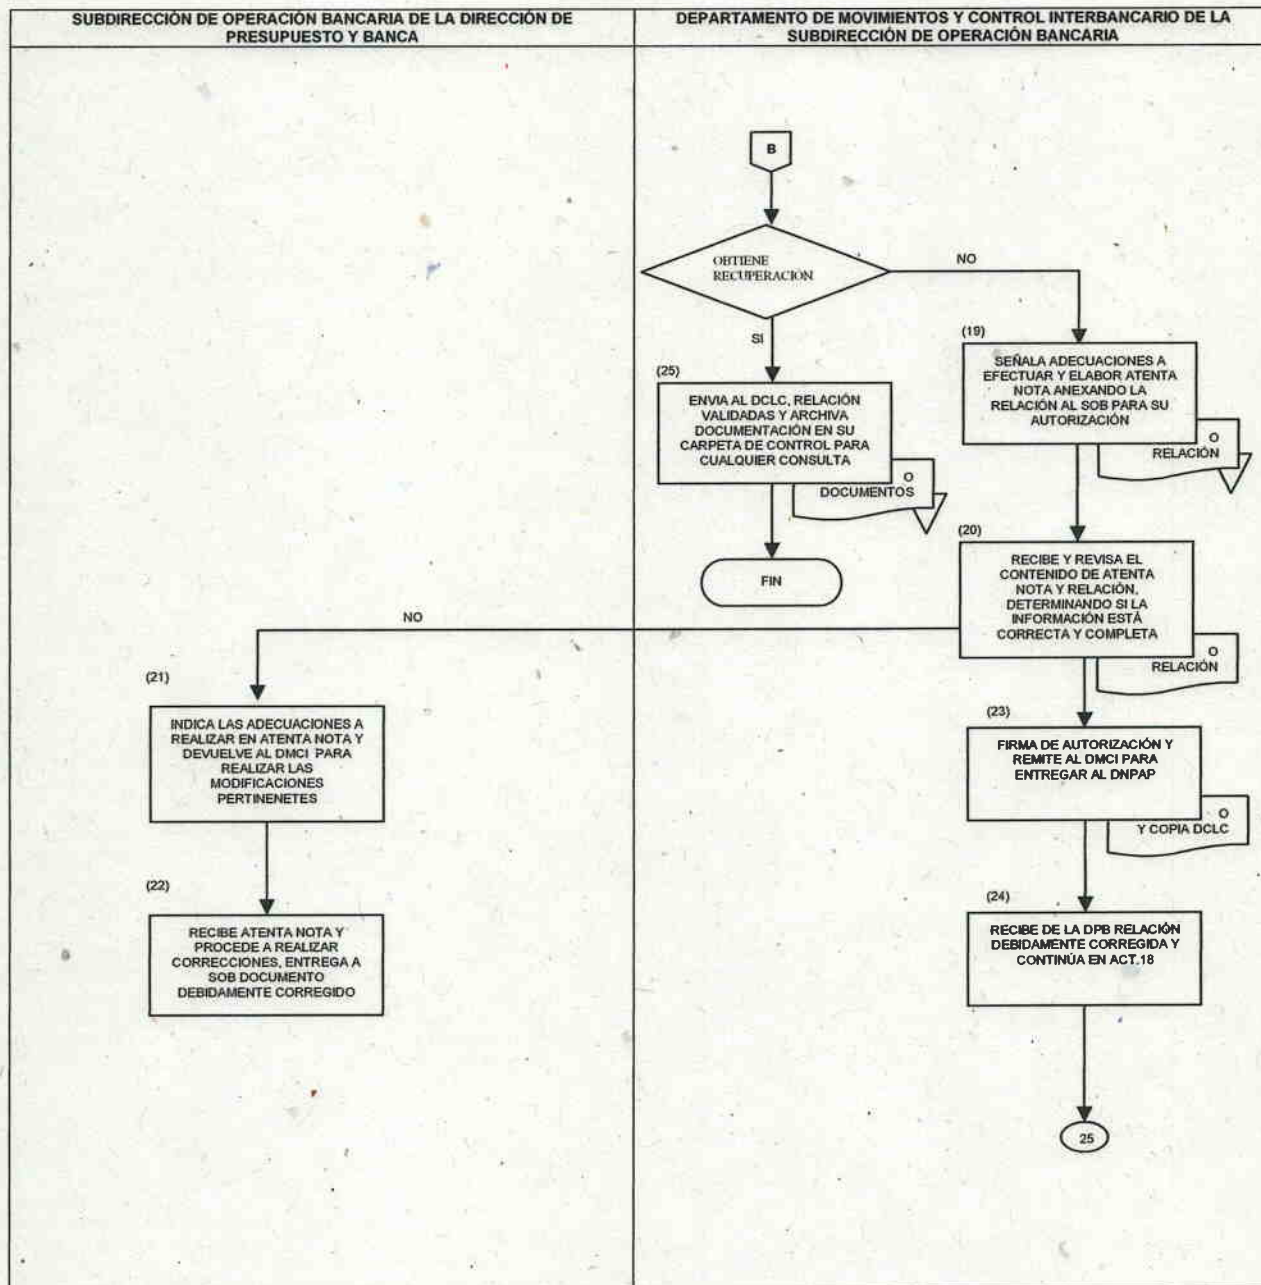 SUBDIRECCIÓN DE OPERACIÓN BANCARIA DE LA DIRECCIÓN DE
PRESUPUESTO Y BANCA
DEPARTAMENTO DE MOVIMIENTOS Y CONTROL INTERBANCARIO DE LA
SUBDIRECCIÓN DE OPERACIÓN BANCARIA
B
OBTIENE
RECUPERACIÓN
NO
SI
(25)
ENVIA AL DCLC, RELACIÓN
VALIDADAS Y ARCHIVA
DOCUMENTACIÓN EN SU
CARPETA DE CONTROL PARA
CUALQUIER CONSULTA
O
DOCUMENTOS
FIN
(19)
SEÑALA ADECUACIONES A
EFECTUAR Y ELABOR ATENTA
NOTA ANEXANDO LA
RELACIÓN AL SOB PARA SU
AUTORIZACIÓN
O
RELACIÓN
(20)
RECIBE Y REVISA EL
CONTENIDO DE ATENTA
NOTA Y RELACIÓN,
DETERMINANDO SI LA
INFORMACIÓN ESTÁ
CORRECTA Y COMPLETA
O
RELACIÓN
NO
(21)
INDICA LAS ADECUACIONES A
REALIZAR EN ATENTA NOTA Y
DEVUELVE AL DMCI PARA
REALIZAR LAS
MODIFICACIONES
PERTINENETES
(22)
RECIBE ATENTA NOTA Y
PROCEDE A REALIZAR
CORRECCIONES, ENTREGA A
SOB DOCUMENTO
DEBIDAMENTE CORREGIDO
(23)
FIRMA DE AUTORIZACIÓN Y
REMITE AL DMCI PARA
ENTREGAR AL DNPAP
O
Y COPIA DCLC
(24)
RECIBE DE LA DPB RELACIÓN
DEBIDAMENTE CORREGIDA Y
CONTINÚA EN ACT.18
25